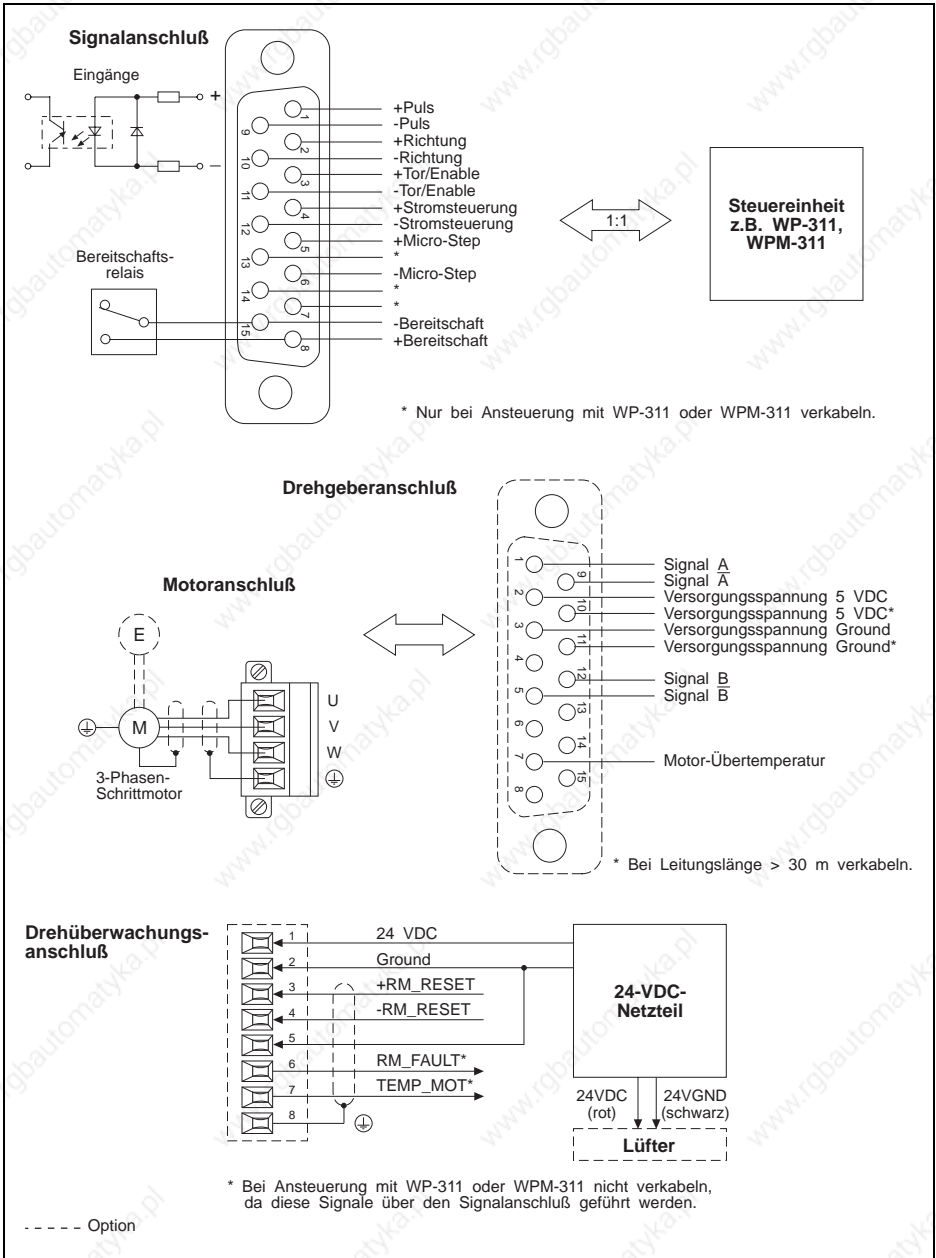 Signalanschluß
Eingänge
+
–
1
2
3
4
5
6
7
8
9
10
11
12
13
14
15
+Puls
-Puls
+Richtung
-Richtung
+Tor/Enable
-Tor/Enable
+Stromsteuerung
-Stromsteuerung
+Micro-Step
*
-Micro-Step
*
*
-Bereitschaft
+Bereitschaft
Bereitschafts-
relais
1:1
Steuereinheit
z.B. WP-311,
WPM-311
* Nur bei Ansteuerung mit WP-311 oder WPM-311 verkabeln.
Drehgeberanschluß
1
2
3
4
5
6
7
8
9
10
11
12
13
14
15
Signal A
Signal A̅
Versorgungsspannung 5 VDC
Versorgungsspannung 5 VDC*
Versorgungsspannung Ground
Versorgungsspannung Ground*
Signal B
Signal B̅
Motor-Übertemperatur
* Bei Leitungslänge > 30 m verkabeln.
Motoranschluß
E
M
3-Phasen-
Schrittmotor
U
V
W
Drehüberwachungs-
anschluß
1 24 VDC
2 Ground
3 +RM_RESET
4 -RM_RESET
5
6 RM_FAULT*
7 TEMP_MOT*
8
24-VDC-
Netzteil
24VDC
(rot)
24VGND
(schwarz)
Lüfter
* Bei Ansteuerung mit WP-311 oder WPM-311 nicht verkabeln,
da diese Signale über den Signalanschluß geführt werden.
- - - - - Option
www.rgbautomatyka.pl